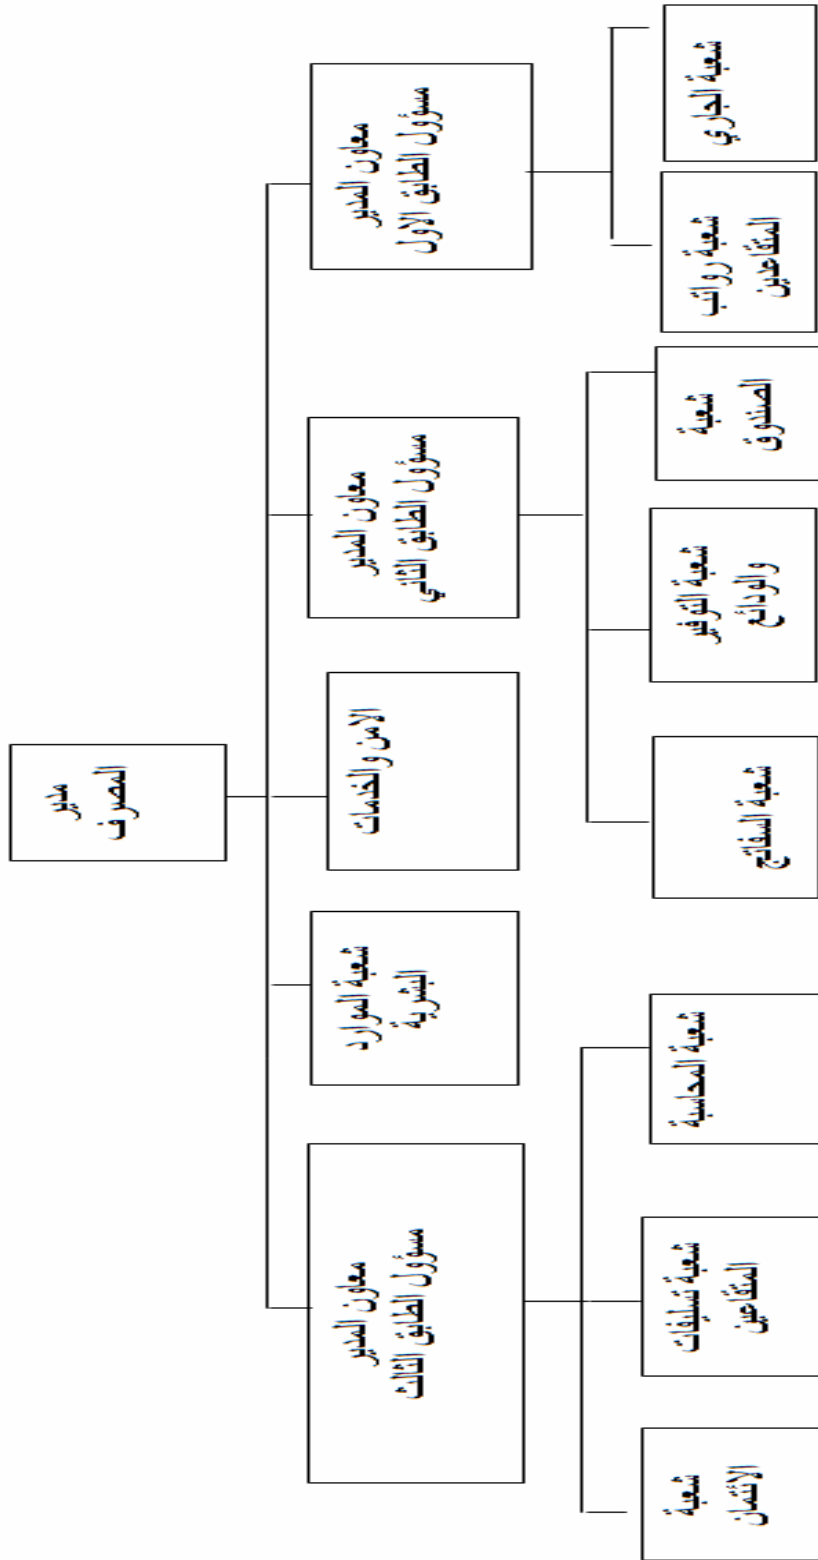 مدير
المصرف
معاون المدير
مسؤول الطابق الاول
معاون المدير
مسؤول الطابق الثاني
الامن والخدمات
شعبة الموارد
البشرية
معاون المدير
مسؤول الطابق الثالث
شعبة الجاري
شعبة رواتب
المتقاعدين
شعبة
الصندوق
شعبة التوفير
والودائع
شعبة السفاتج
شعبة المحاسبة
شعبة تسليفات
المتقاعين
شعبة
الائتمان